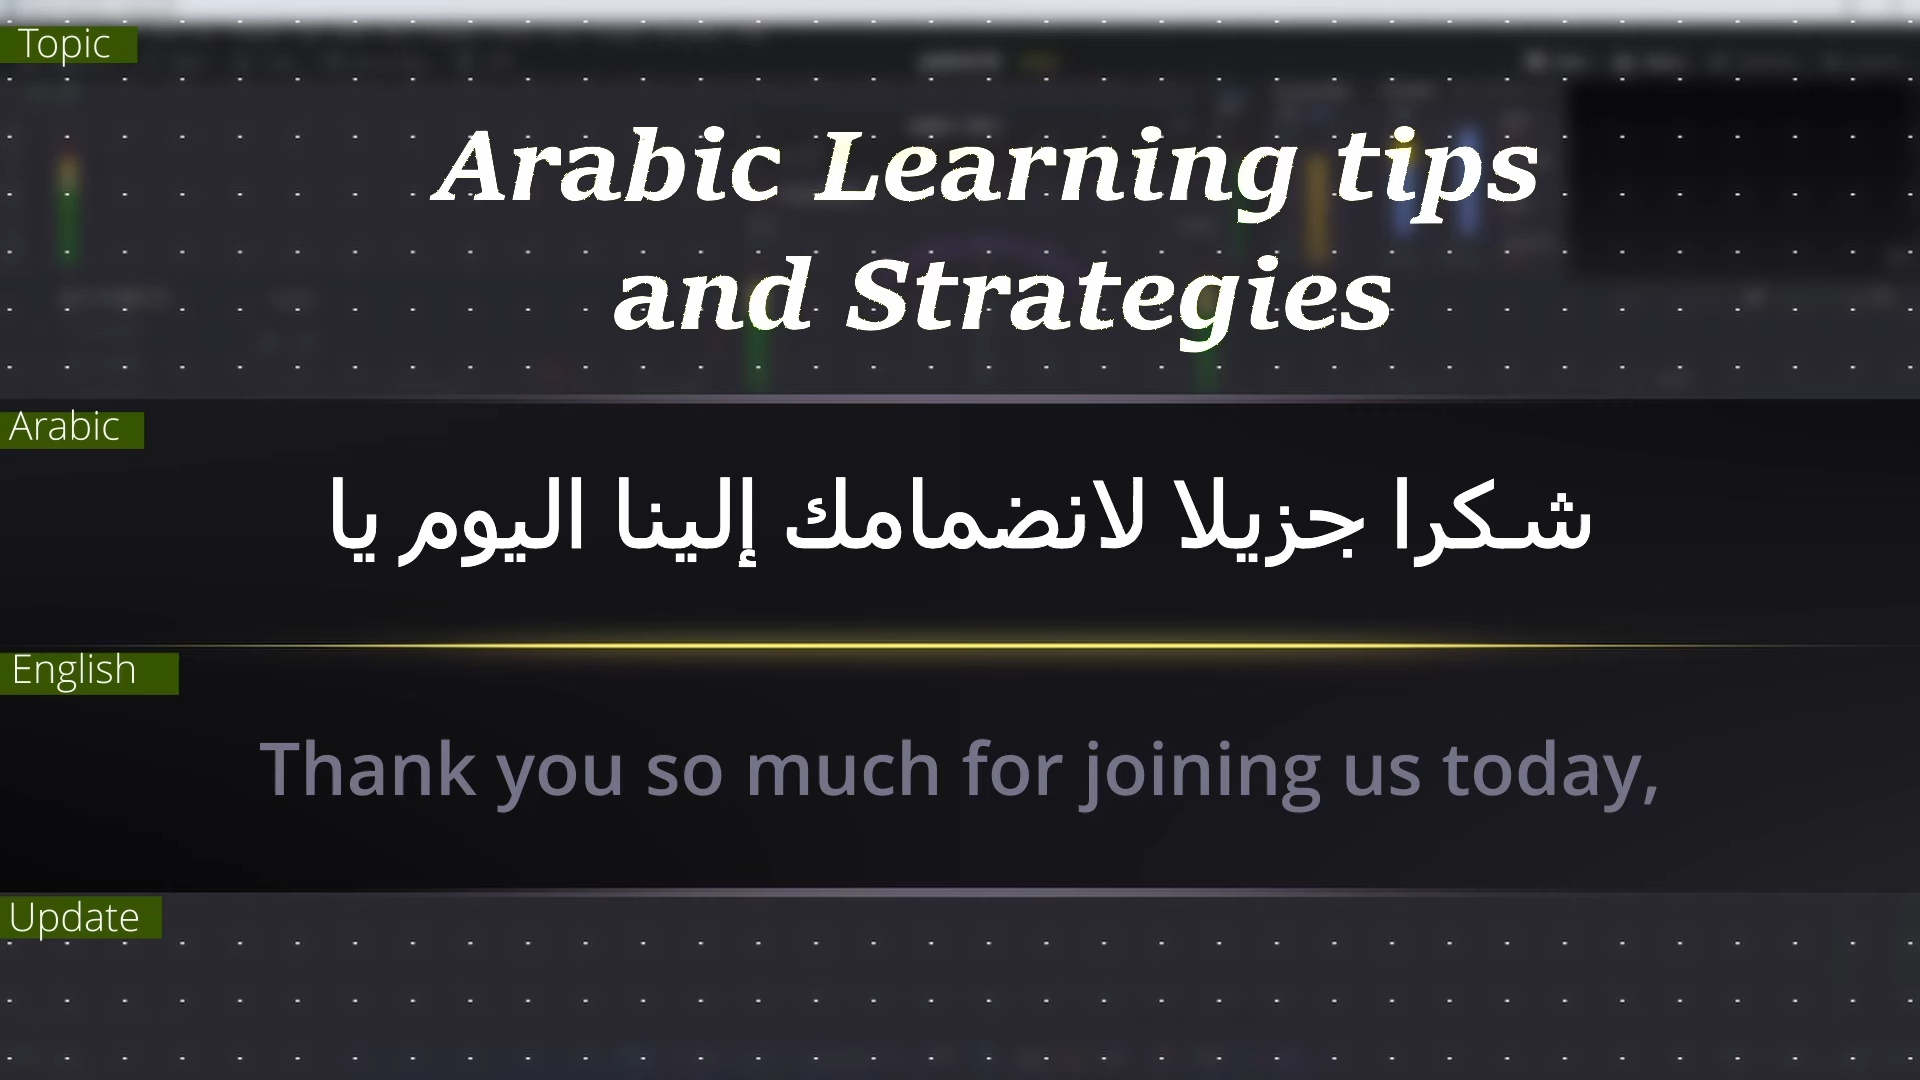 Topic
Arabic Learning tips
and Strategies
Arabic
شكرا جزيلا لانضمامك إلينا اليوم يا
English
Thank you so much for joining us today,
Update